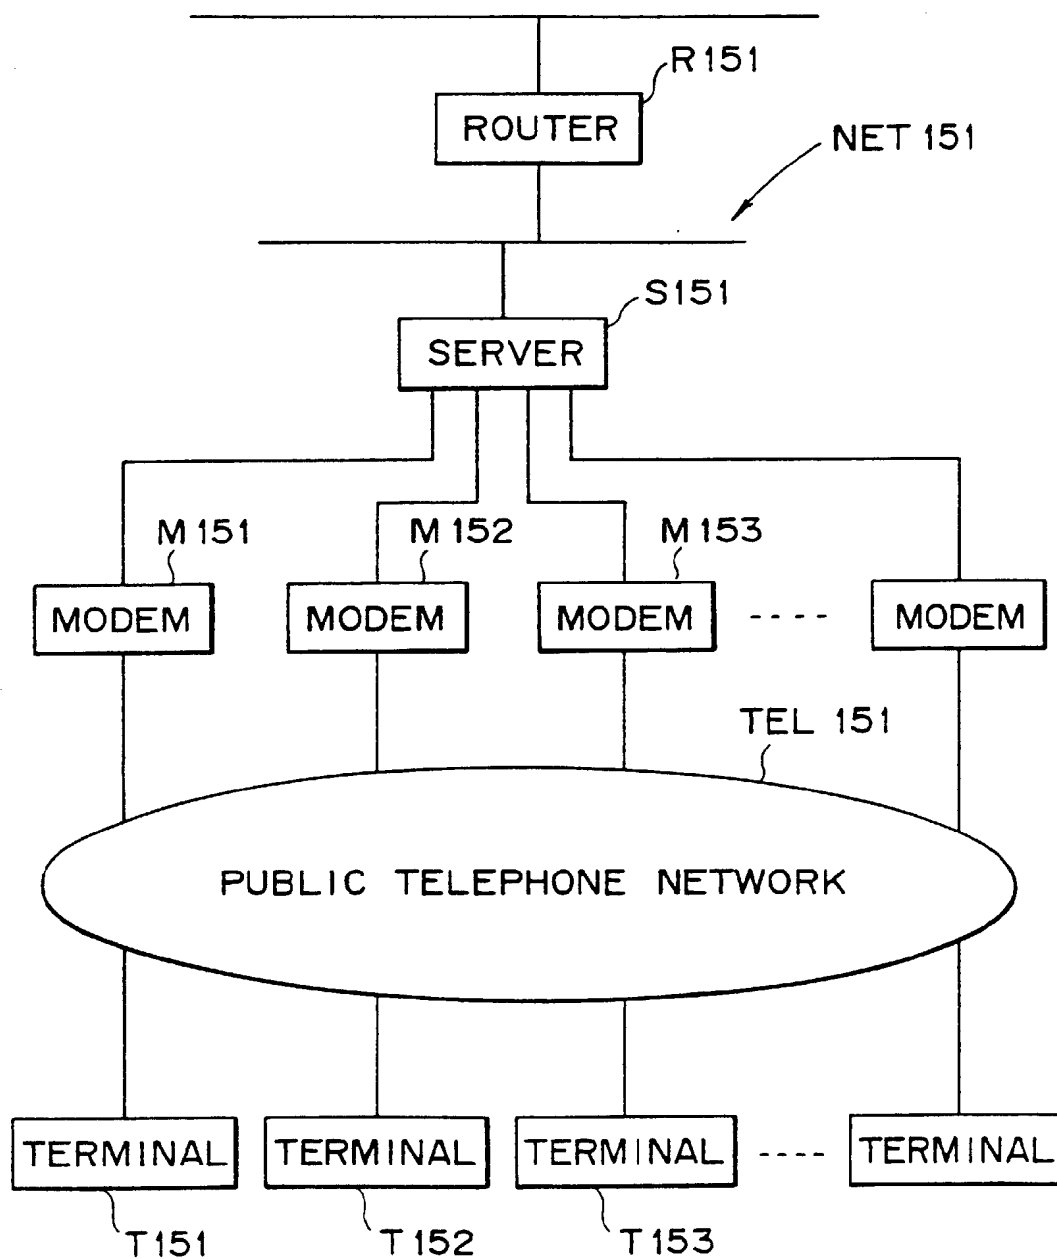 R151
ROUTER
NET 151
S151
SERVER
M151 M152 M153
MODEM MODEM MODEM ---- MODEM
TEL 151
PUBLIC TELEPHONE NETWORK
TERMINAL TERMINAL TERMINAL ---- TERMINAL
T151 T152 T153